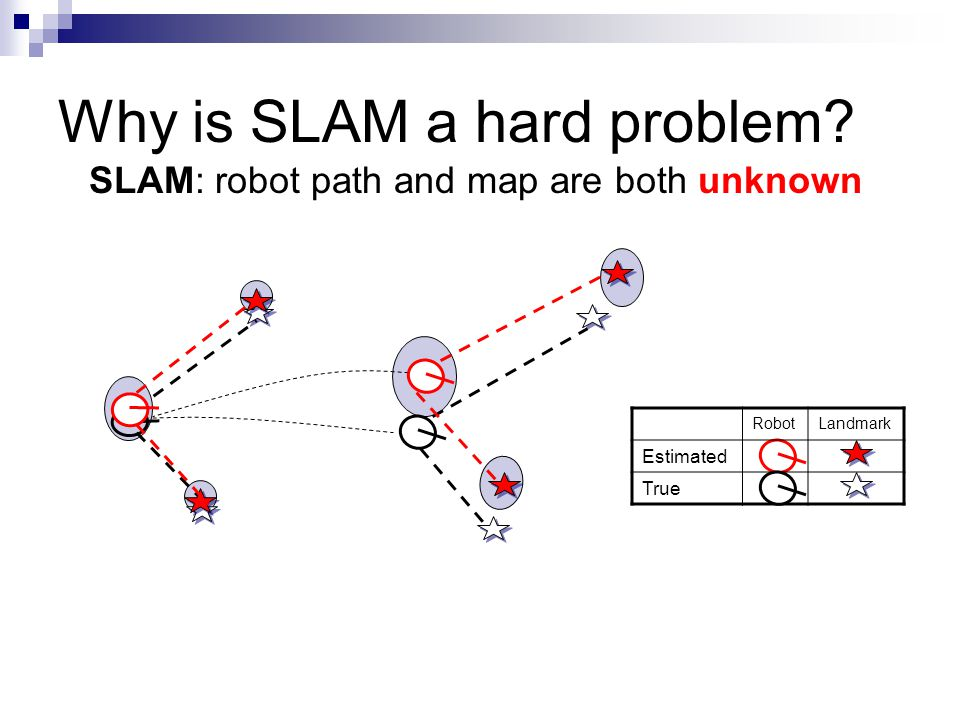 Why is SLAM a hard problem?
SLAM: robot path and map are both unknown
Robot Landmark
Estimated
True